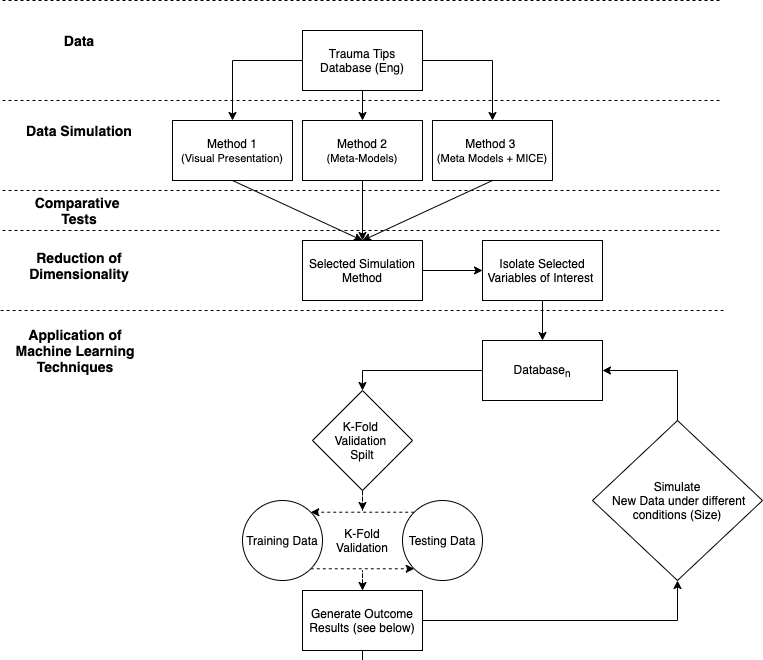 Data
Trauma Tips
Database (Eng)
Data Simulation
Method 1
(Visual Presentation)
Method 2
(Meta-Models)
Method 3
(Meta Models + MICE)
Comparative
Tests
Reduction of
Dimensionality
Selected Simulation
Method
Isolate Selected
Variables of Interest
Application of
Machine Learning
Techniques
Databaseₙ
K-Fold
Validation
Spilt
Simulate
New Data under different
conditions (Size)
Training Data
K-Fold
Validation
Testing Data
Generate Outcome
Results (see below)